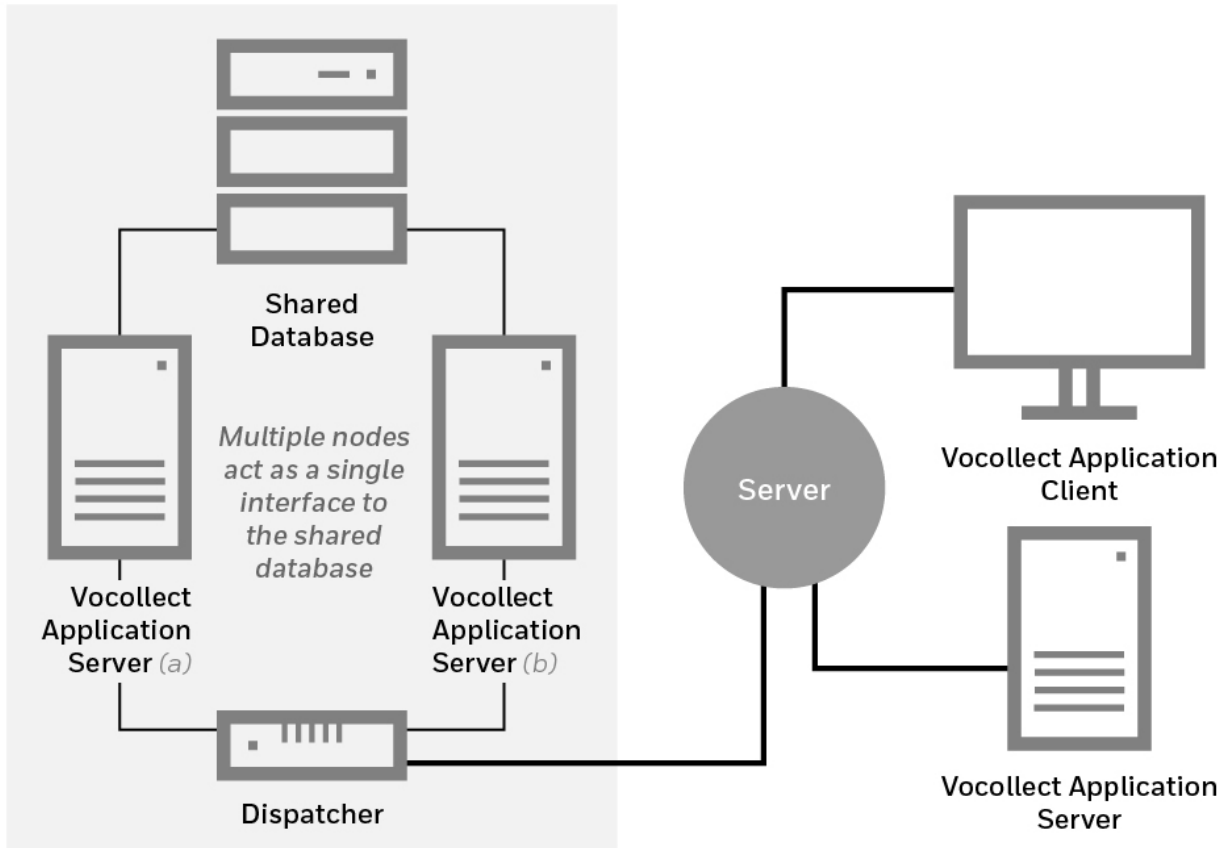 Shared
Database
Multiple nodes
act as a single
interface to
the shared
database
Vocollect
Application
Server (a)
Vocollect
Application
Server (b)
Dispatcher
Server
Vocollect Application
Client
Vocollect Application
Server